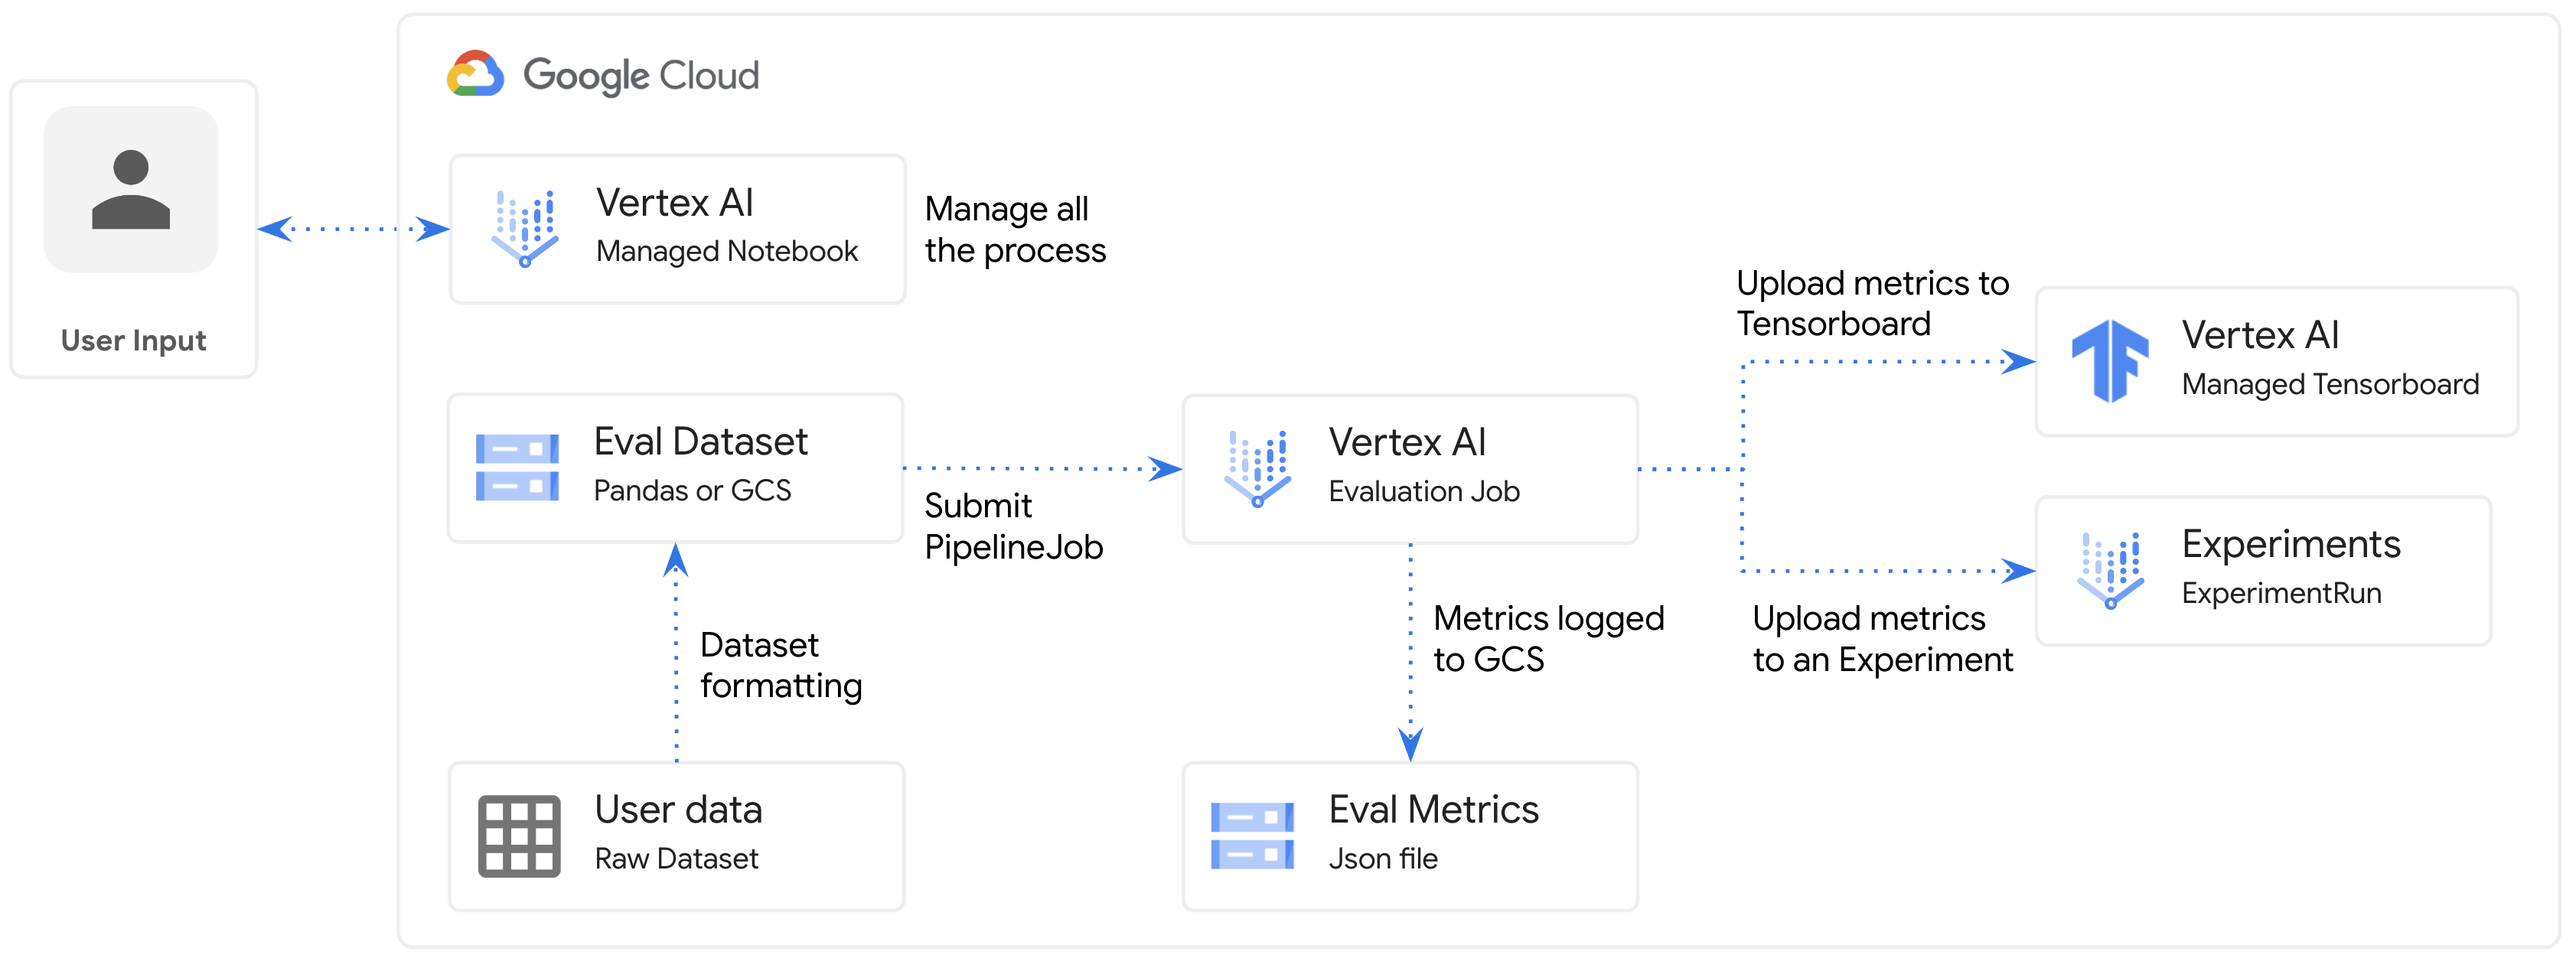 Google Cloud
User Input
Vertex AI
Managed Notebook
Manage all
the process
Eval Dataset
Pandas or GCS
Submit
PipelineJob
Vertex AI
Evaluation Job
Upload metrics to
Tensorboard
Vertex AI
Managed Tensorboard
Experiments
ExperimentRun
Upload metrics
to an Experiment
Dataset
formatting
Metrics logged
to GCS
User data
Raw Dataset
Eval Metrics
Json file